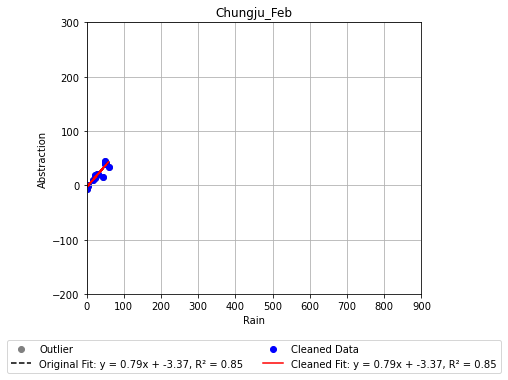 Chungju_Feb
300
200
100
0
−100
−200
Abstraction
0 100 200 300 400 500 600 700 800 900
Rain
Outlier Cleaned Data
Original Fit: y = 0.79x + -3.37, R² = 0.85 Cleaned Fit: y = 0.79x + -3.37, R² = 0.85